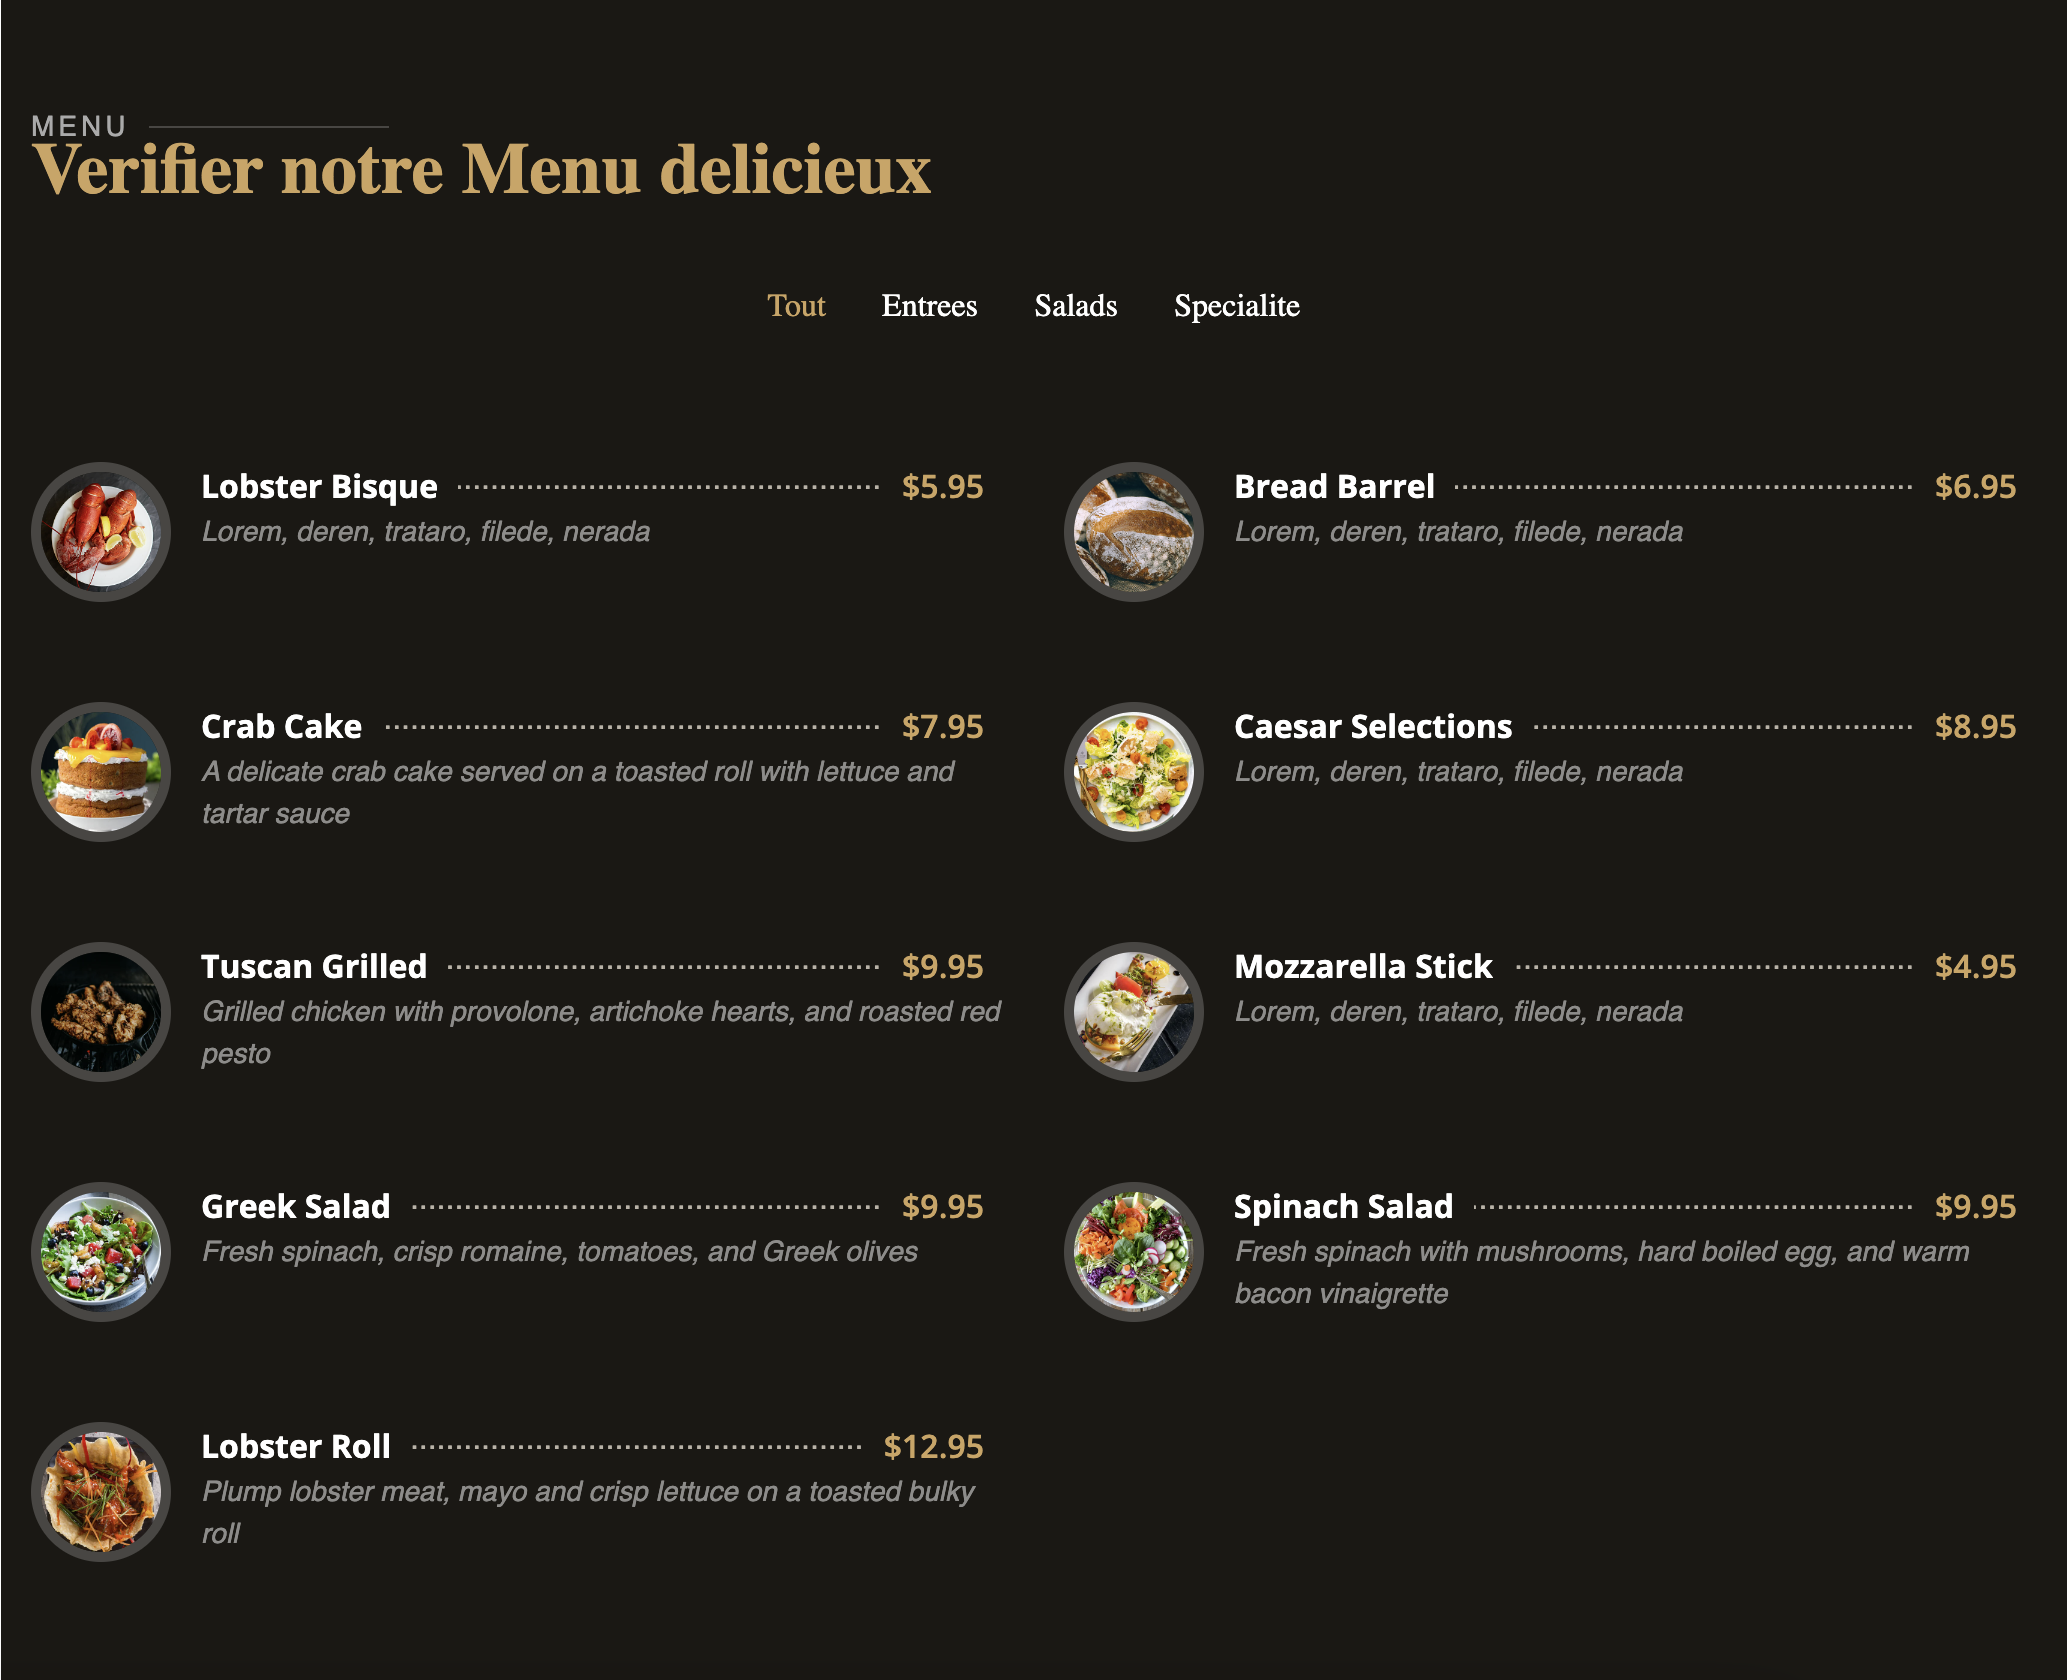 MENU
Verifier notre Menu delicieux
Tout Entrees Salads Specialite
Lobster Bisque $5.95
Lorem, deren, trataro, filede, nerada
Bread Barrel $6.95
Lorem, deren, trataro, filede, nerada
Crab Cake $7.95
A delicate crab cake served on a toasted roll with lettuce and
tartar sauce
Caesar Selections $8.95
Lorem, deren, trataro, filede, nerada
Tuscan Grilled $9.95
Grilled chicken with provolone, artichoke hearts, and roasted red
pesto
Mozzarella Stick $4.95
Lorem, deren, trataro, filede, nerada
Greek Salad $9.95
Fresh spinach, crisp romaine, tomatoes, and Greek olives
Spinach Salad $9.95
Fresh spinach with mushrooms, hard boiled egg, and warm
bacon vinaigrette
Lobster Roll $12.95
Plump lobster meat, mayo and crisp lettuce on a toasted bulky
roll